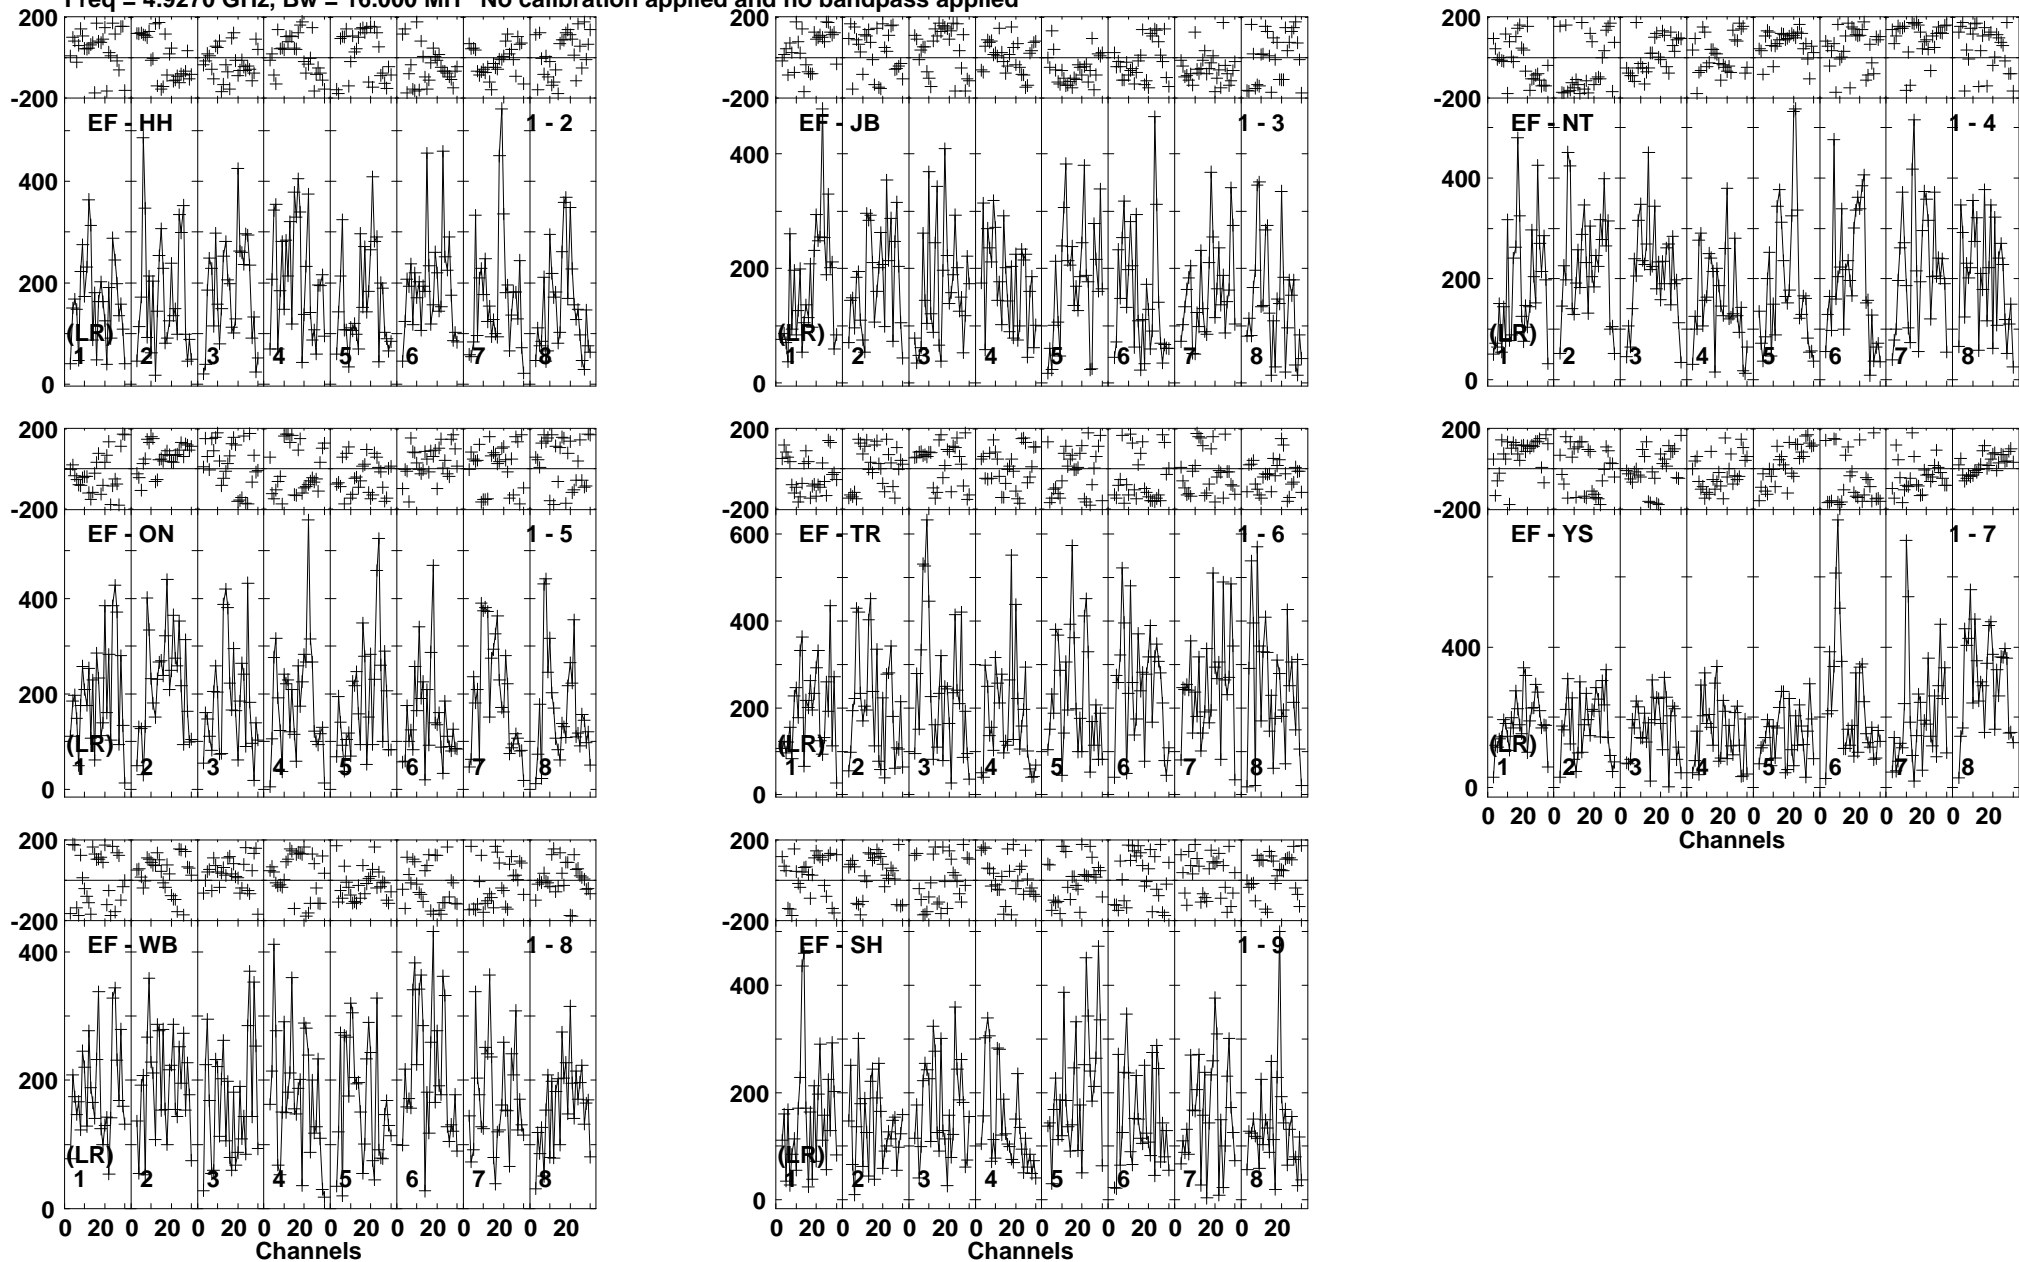 Freq = 4.9270 GHz, Bw = 16.000 MH No calibration applied and no bandpass applied
200 200 200
-200 -200 -200
EF - HH 1 - 2 EF - JB 1 - 3 EF - NT 1 - 4
400 400 400
200 200 200
(LR) (LR) (LR)
1 2 3 4 5 6 7 8 1 2 3 4 5 6 7 8 1 2 3 4 5 6 7 8
0 0 0
200 200 200
-200 -200 -200
EF - ON 1 - 5 EF - TR 1 - 6 EF - YS 1 - 7
600
400 400 400
200 200
(LR) (LR) (LR)
1 2 3 4 5 6 7 8 1 2 3 4 5 6 7 8 1 2 3 4 5 6 7 8
0 0 0
0 20 0 20 0 20 0 20 0 20 0 20 0 20 0 20
Channels
200 200
-200 -200
EF - WB 1 - 8 EF - SH 1 - 9
400 400
200 200
(LR) (LR)
1 2 3 4 5 6 7 8 1 2 3 4 5 6 7 8
0 0
0 20 0 20 0 20 0 20 0 20 0 20 0 20 0 20 0 20 0 20 0 20 0 20 0 20 0 20 0 20 0 20
Channels Channels